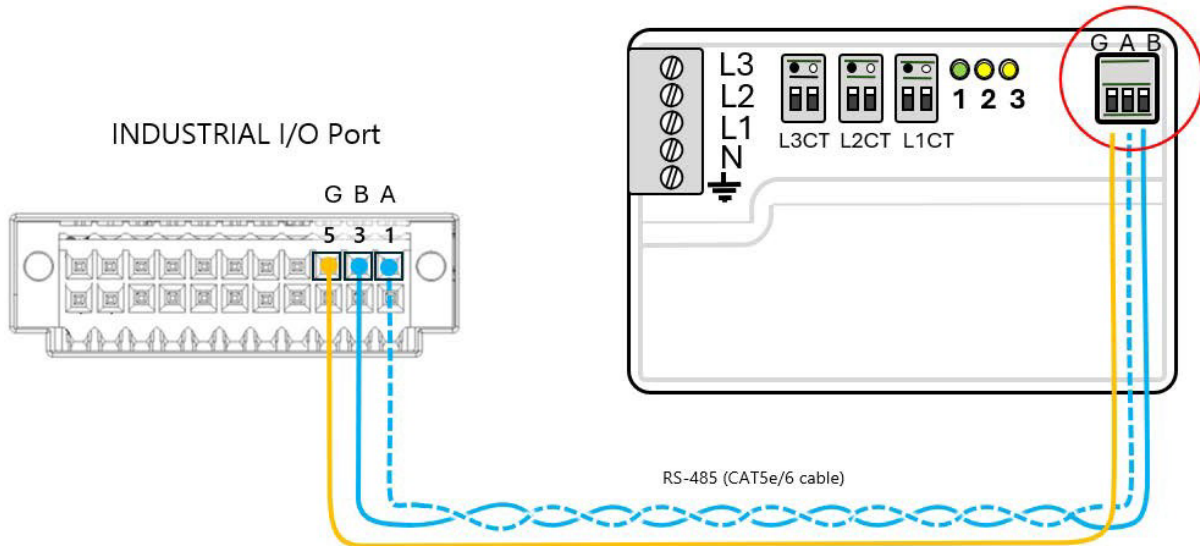 G A B
L3
L2
L1
N
1 2 3
L3CT L2CT L1CT
INDUSTRIAL I/O Port
G B A
5 3 1
RS-485 (CAT5e/6 cable)